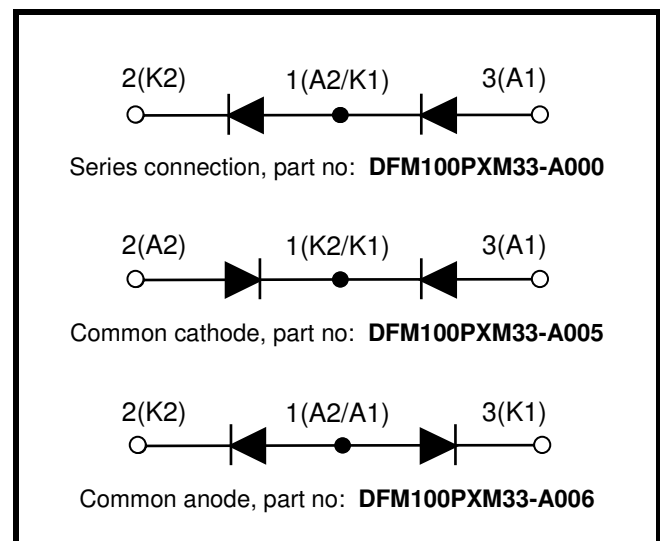 2(K2) 1(A2/K1) 3(A1)
Series connection, part no: DFM100PXM33-A000
2(A2) 1(K2/K1) 3(A1)
Common cathode, part no: DFM100PXM33-A005
2(K2) 1(A2/A1) 3(K1)
Common anode, part no: DFM100PXM33-A006